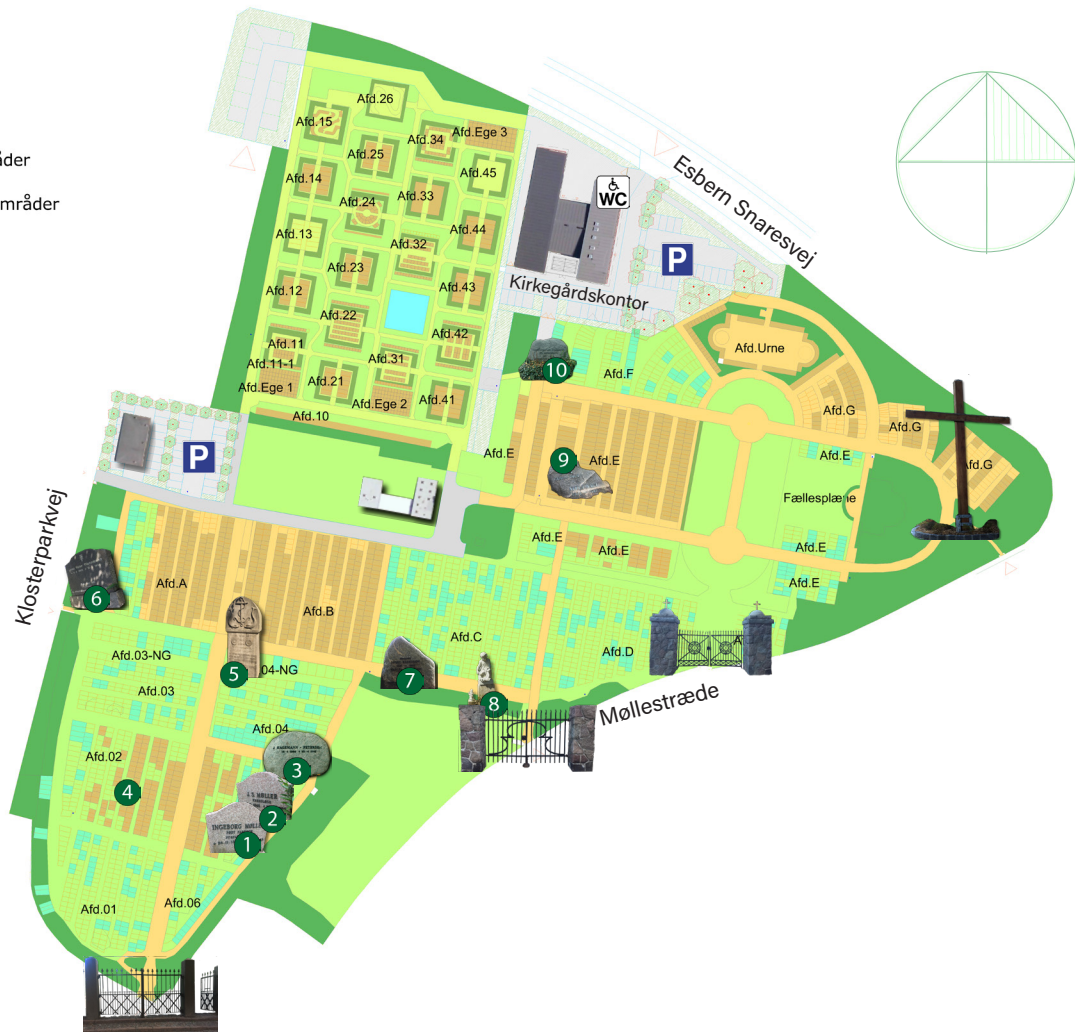 åder
mråder
Afd.26
Afd.15
Afd.34
Afd.Ege 3
Afd.25
Afd.45
Afd.14
Afd.33
Afd.24
Afd.44
Afd.13
Afd.32
Afd.23
Afd.43
Afd.12
Afd.22
Afd.42
Afd.11
Afd.31
Afd.11-1
Afd.Ege 1
Afd.21
Afd.Ege 2
Afd.41
Afd.10
WC
P
Esbern Snaresvej
Kirkegårdskontor
Afd.Urne
10
Afd.F
Afd.G
Afd.G
Afd.G
Afd.E
9
Afd.E
Afd.E
Fællesplæne
Afd.E
Afd.E
Afd.E
Afd.E
P
Klosterparkvej
6
Afd.A
Afd.B
Afd.C
Afd.D
A
Afd.03-NG
5
04-NG
7
8
Møllestræde
Afd.03
Afd.04
Afd.02
3
4
J S MØLLER
2
INGEBORG MØLL
1
Afd.01
Afd.06